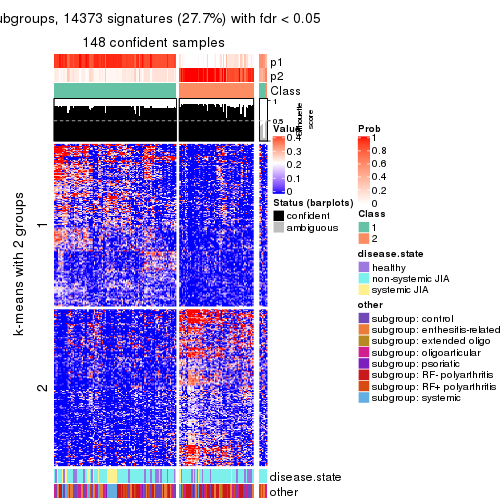 ubgroups, 14373 signatures (27.7%) with fdr < 0.05
148 confident samples
p1
p2
Class
1
0.5
0
silhouette
score
k-means with 2 groups
1
2
disease.state
other
Value
0.4
0.3
0.2
0.1
0
Status (barplots)
confident
ambiguous
Prob
1
0.8
0.6
0.4
0.2
0
Class
1
2
disease.state
healthy
non-systemic JIA
systemic JIA
other
subgroup: control
subgroup: enthesitis-related
subgroup: extended oligo
subgroup: oligoarticular
subgroup: psoriatic
subgroup: RF- polyarthritis
subgroup: RF+ polyarthritis
subgroup: systemic